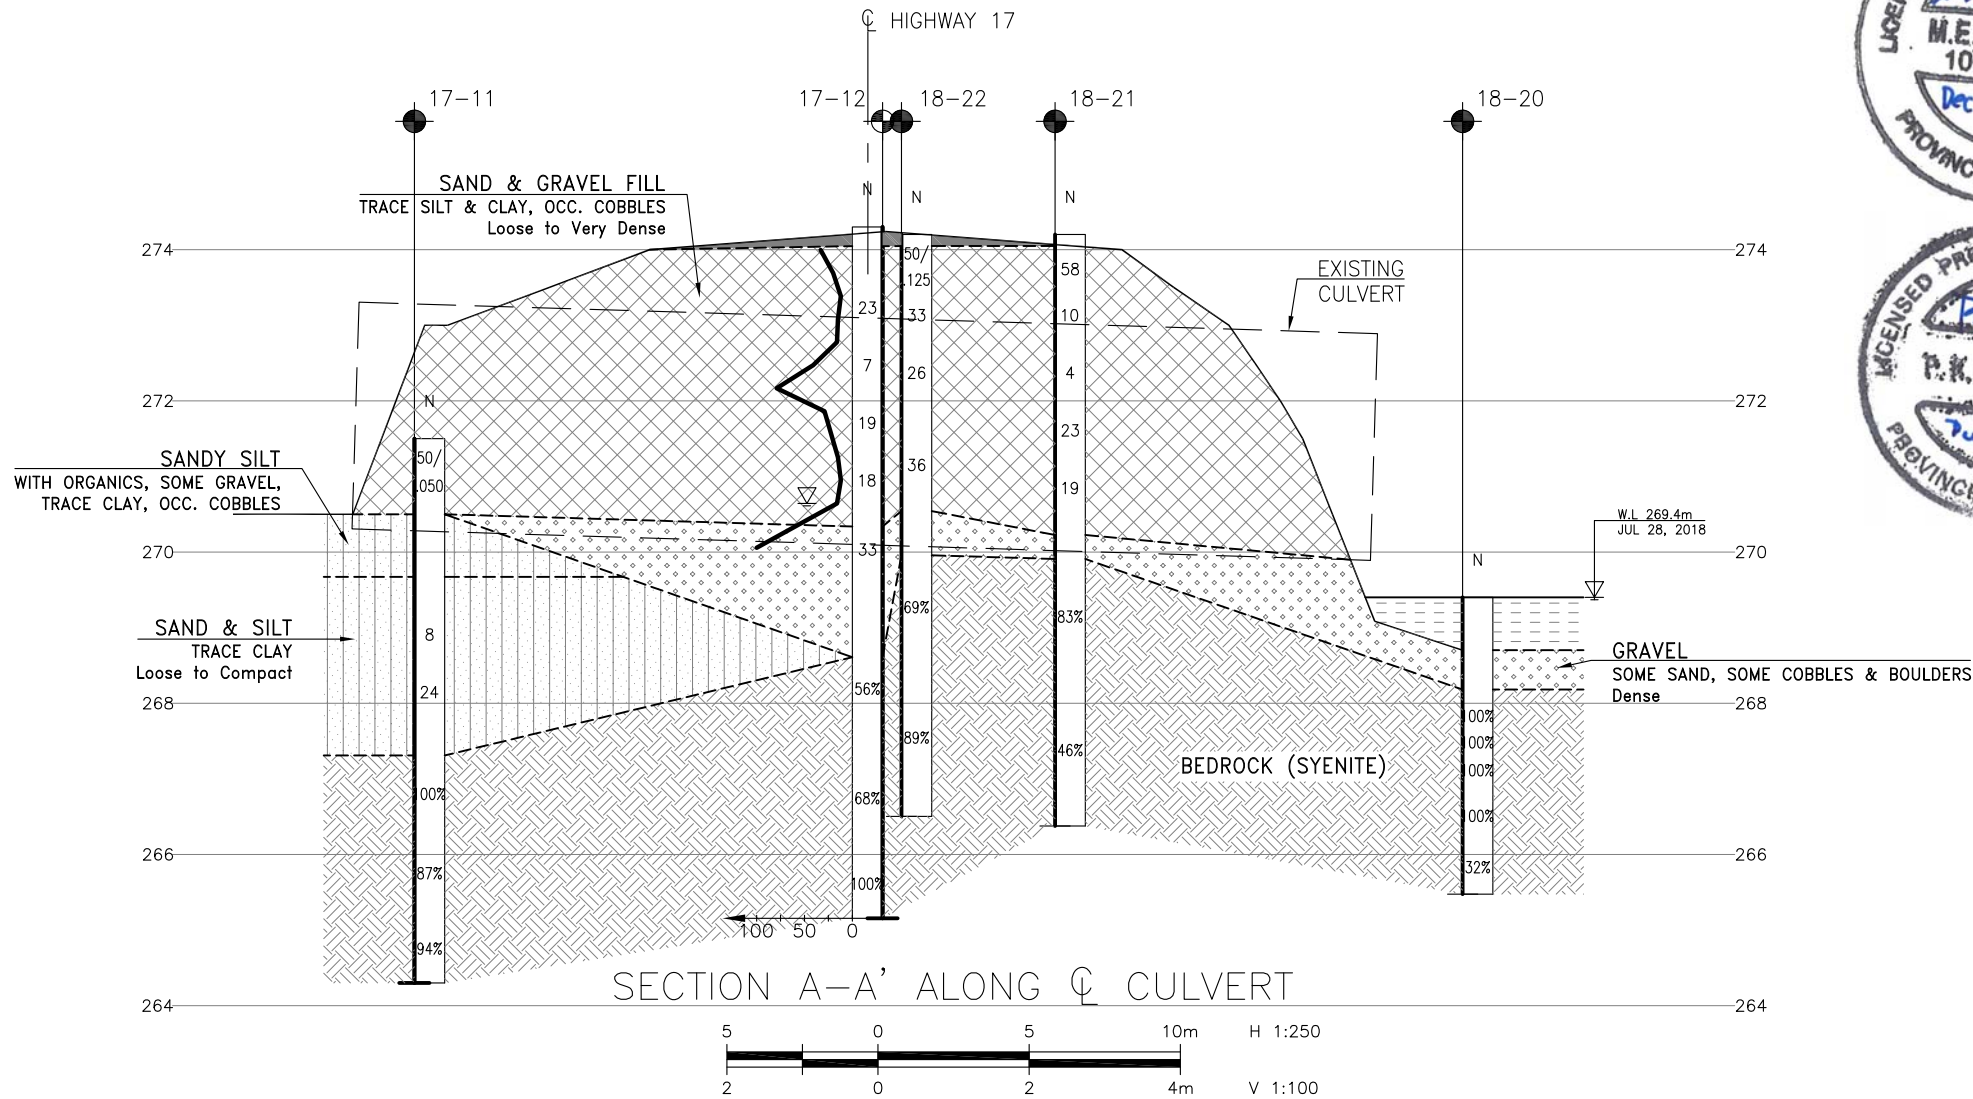 ℄ HIGHWAY 17
17-11
17-12
18-22
18-21
18-20
SAND & GRAVEL FILL
TRACE SILT & CLAY, OCC. COBBLES
Loose to Very Dense
N
N
N
N
N
274
274
272
272
270
270
268
268
266
266
264
264
EXISTING
CULVERT
SANDY SILT
WITH ORGANICS, SOME GRAVEL,
TRACE CLAY, OCC. COBBLES
SAND & SILT
TRACE CLAY
Loose to Compact
50/
.050
8
24
100%
87%
94%
23
7
19
18
33
56%
68%
100%
50/
.125
33
26
36
69%
89%
58
10
4
23
19
83%
46%
W.L 269.4m
JUL 28, 2018
GRAVEL
SOME SAND, SOME COBBLES & BOULDERS
Dense
100%
100%
100%
100%
32%
BEDROCK (SYENITE)
100 50 0
SECTION A-A' ALONG ℄ CULVERT
5 0 5 10m H 1:250
2 0 2 4m V 1:100
M.E.
10
Dec
LICENSED